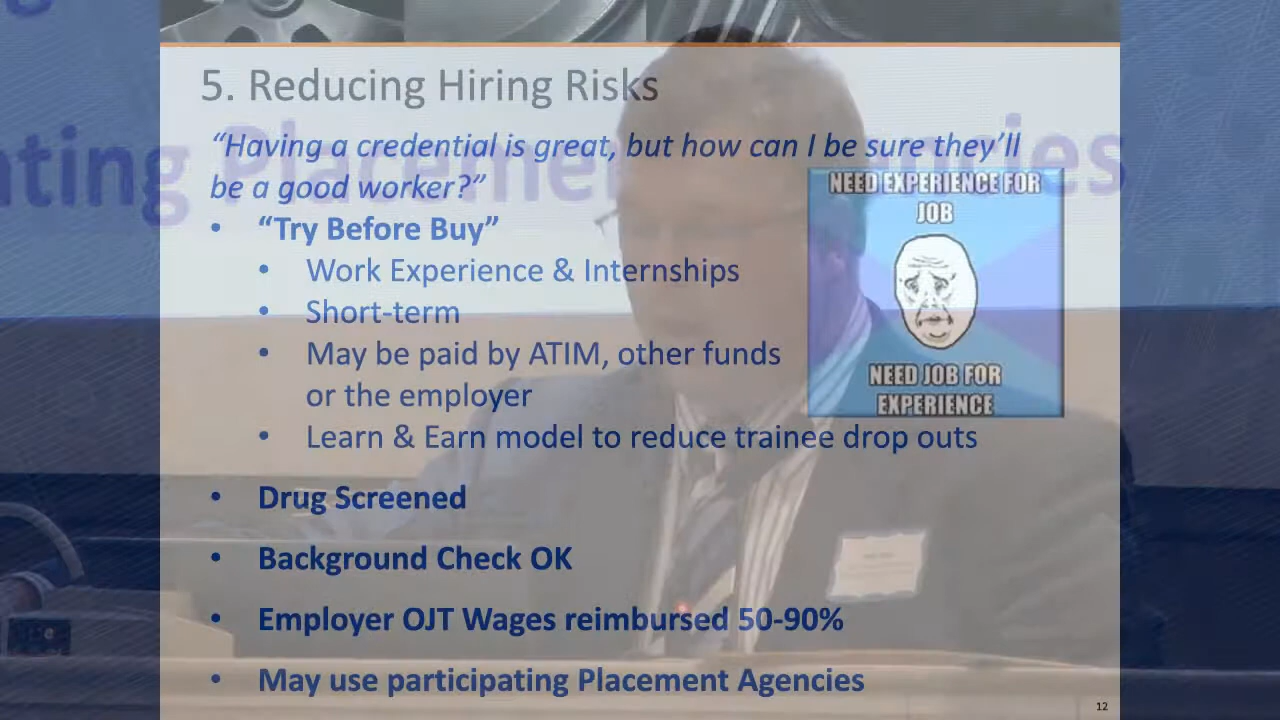 5. Reducing Hiring Risks
“Having a credential is great, but how can I be sure they’ll
be a good worker?”
• “Try Before Buy”
• Work Experience & Internships
• Short-term
• May be paid by ATIM, other funds
or the employer
• Learn & Earn model to reduce trainee drop outs
NEED EXPERIENCE FOR
JOB
NEED JOB FOR
EXPERIENCE
• Drug Screened
• Background Check OK
• Employer OJT Wages reimbursed 50-90%
• May use participating Placement Agencies
12